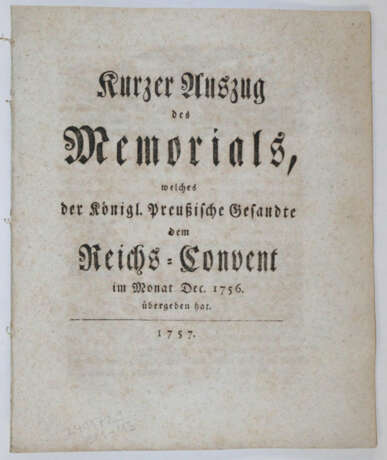 Kurzer Auszug
des
Memorials,
welches
der Königl. Preußische Gesandte
dem
Reichs-Convent
im Monat Dec. 1756.
übergeben hat.
1757.